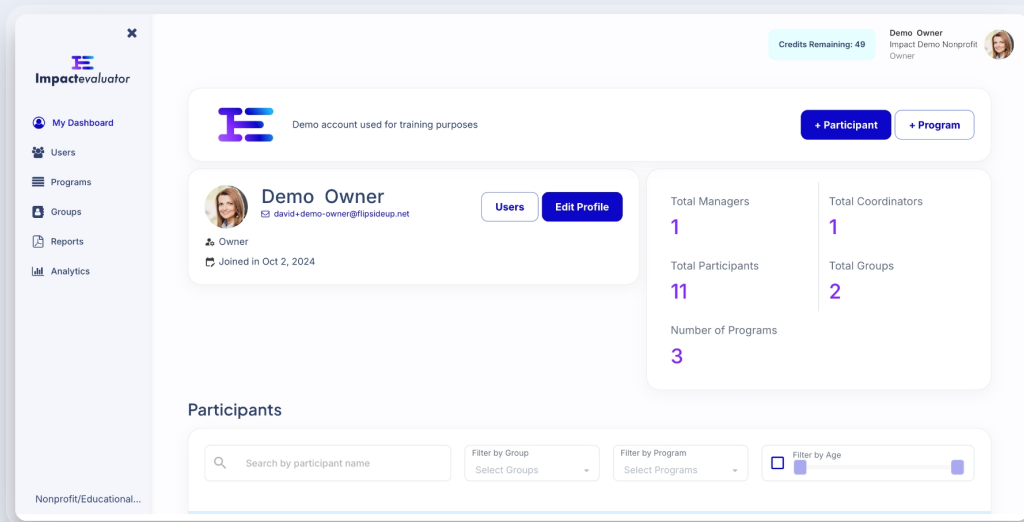 Impactevaluator
My Dashboard
Users
Programs
Groups
Reports
Analytics
Nonprofit/Educational...
Credits Remaining: 49
Demo Owner
Impact Demo Nonprofit
Owner
IE
Demo account used for training purposes
+ Participant
+ Program
Demo Owner
david+demo-owner@flipsideup.net
Users
Edit Profile
Owner
Joined in Oct 2, 2024
Total Managers
1
Total Coordinators
1
Total Participants
11
Total Groups
2
Number of Programs
3
Participants
Search by participant name
Filter by Group
Select Groups
Filter by Program
Select Programs
Filter by Age